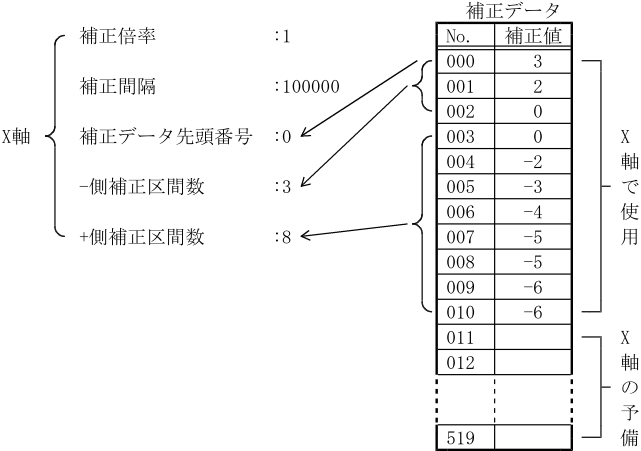 補正データ
No. 補正値
000 3
001 2
002 0
003 0
004 -2
005 -3
006 -4
007 -5
008 -5
009 -6
010 -6
011
012
519
X軸
補正倍率 :1
補正間隔 :100000
補正データ先頭番号 :0
-側補正区間数 :3
+側補正区間数 :8
X軸で使用
X軸の予備